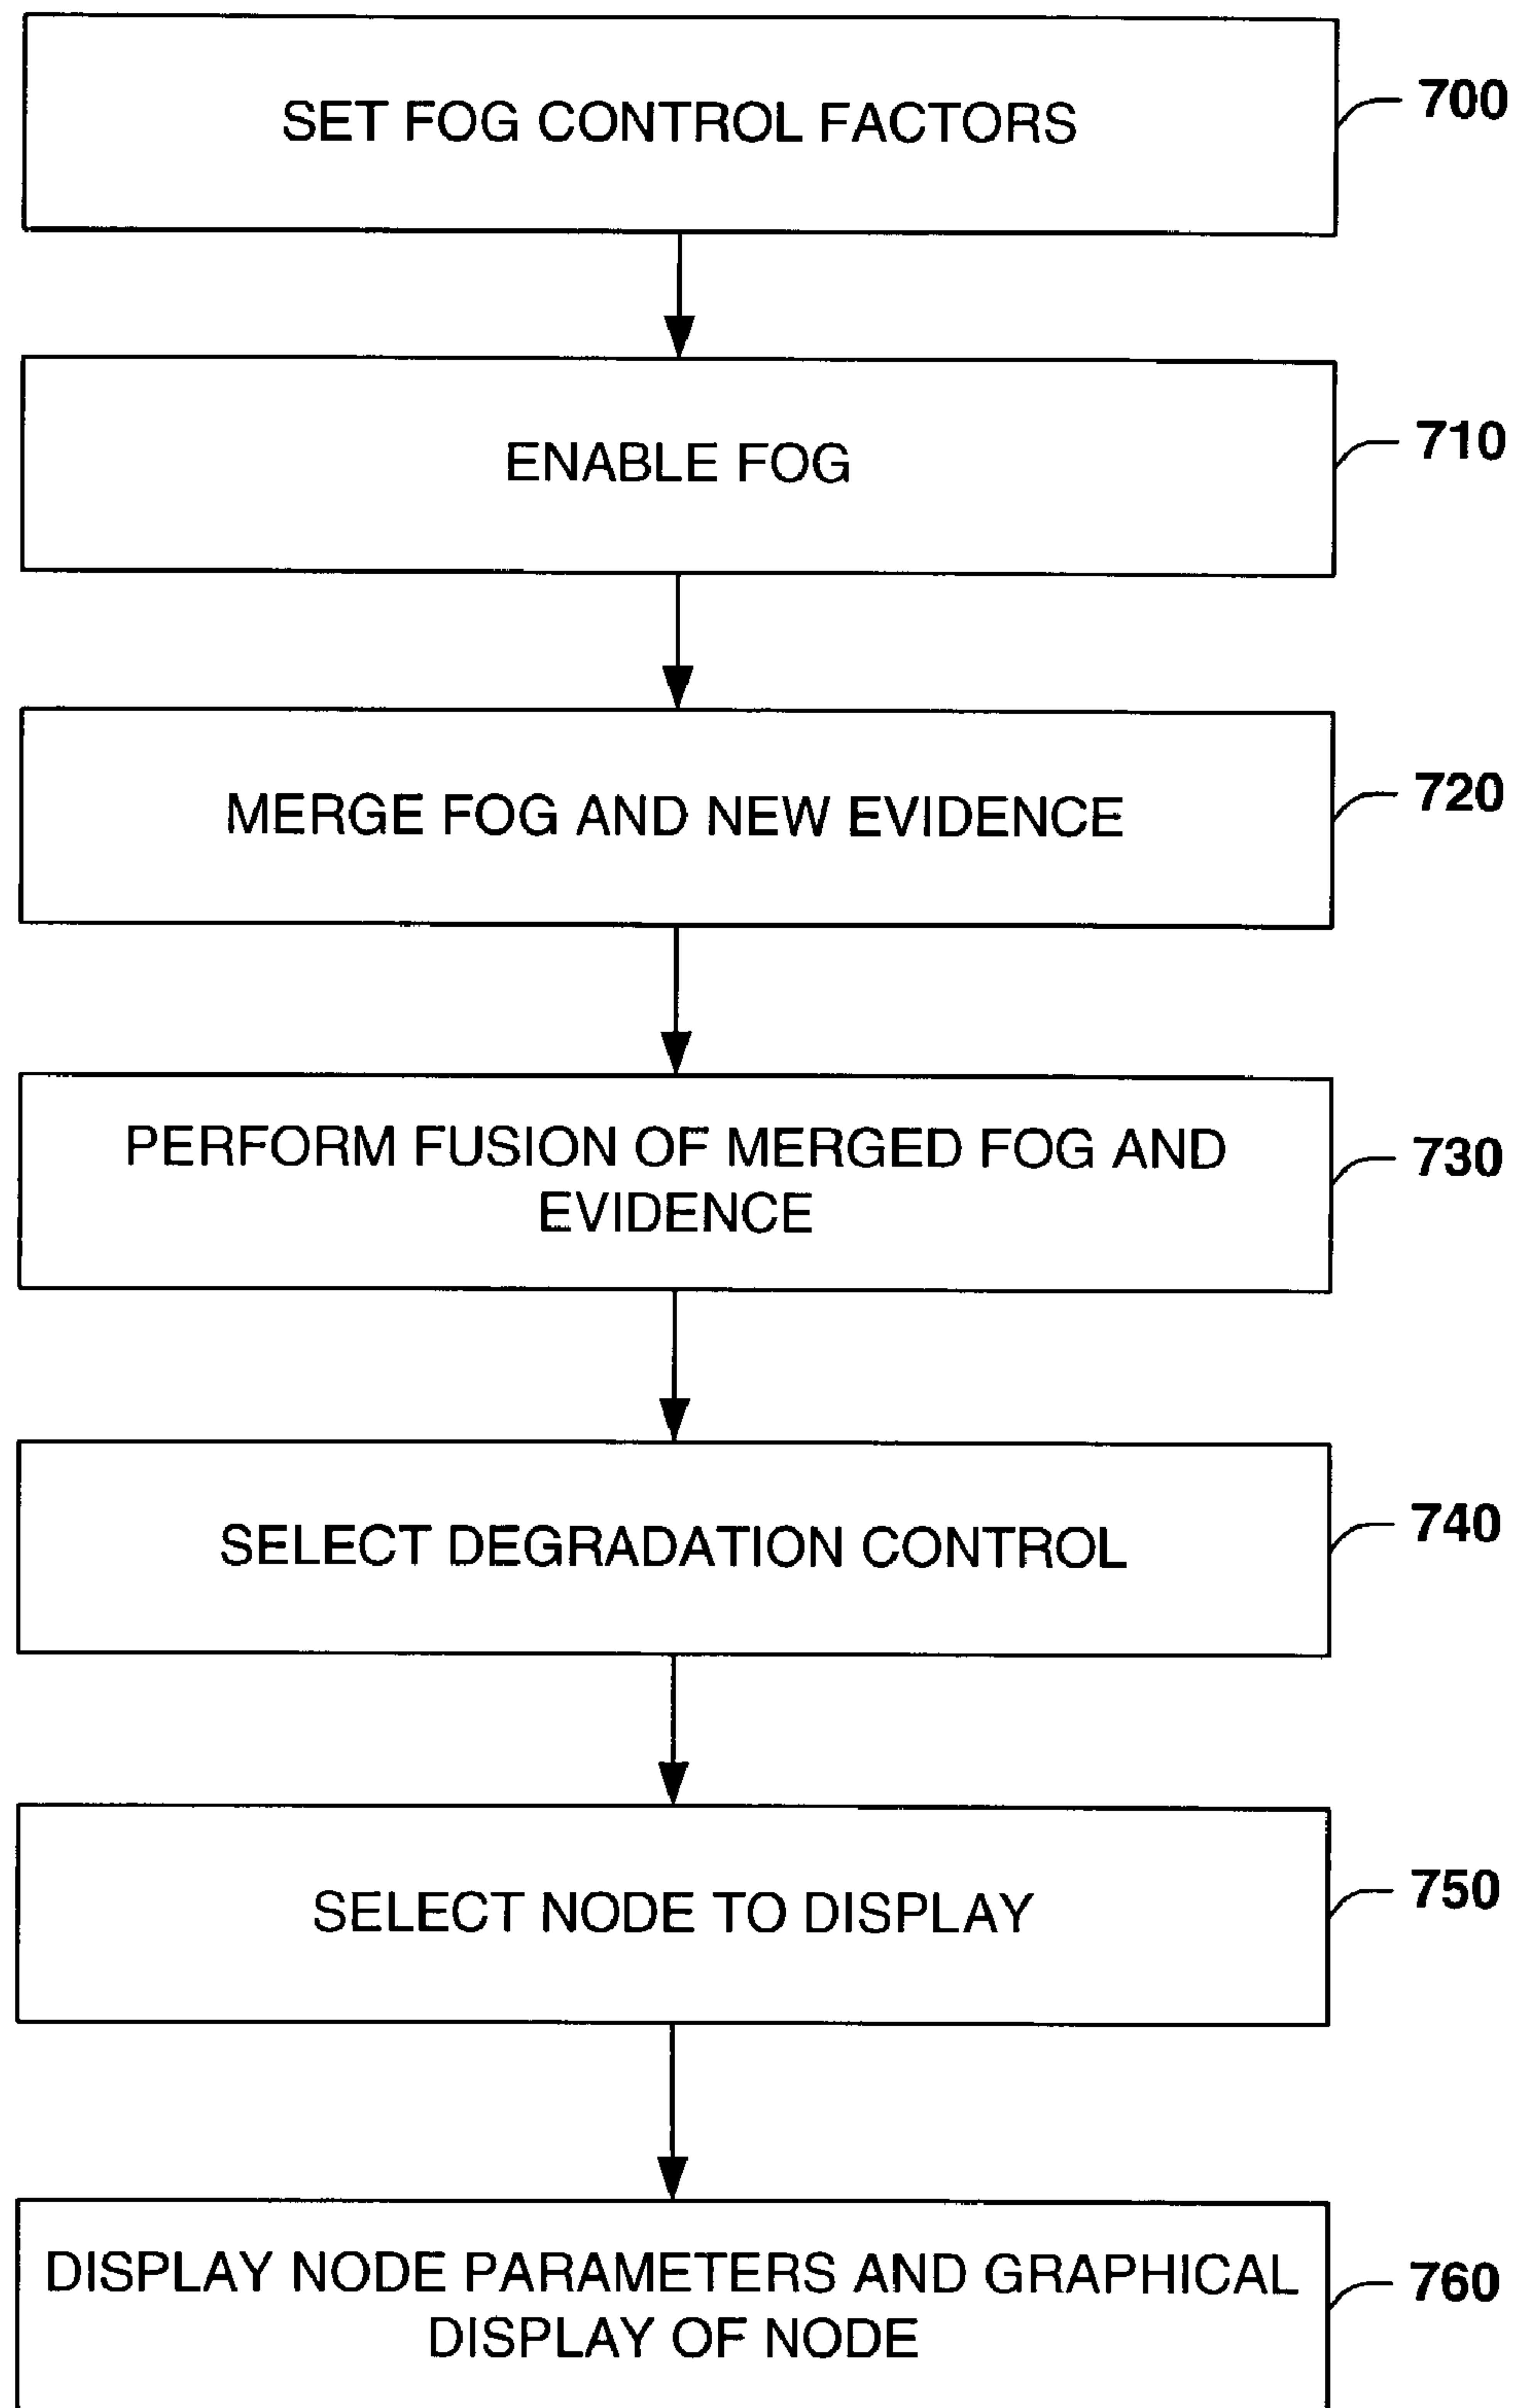 SET FOG CONTROL FACTORS
700
ENABLE FOG
710
MERGE FOG AND NEW EVIDENCE
720
PERFORM FUSION OF MERGED FOG AND
EVIDENCE
730
SELECT DEGRADATION CONTROL
740
SELECT NODE TO DISPLAY
750
DISPLAY NODE PARAMETERS AND GRAPHICAL
DISPLAY OF NODE
760